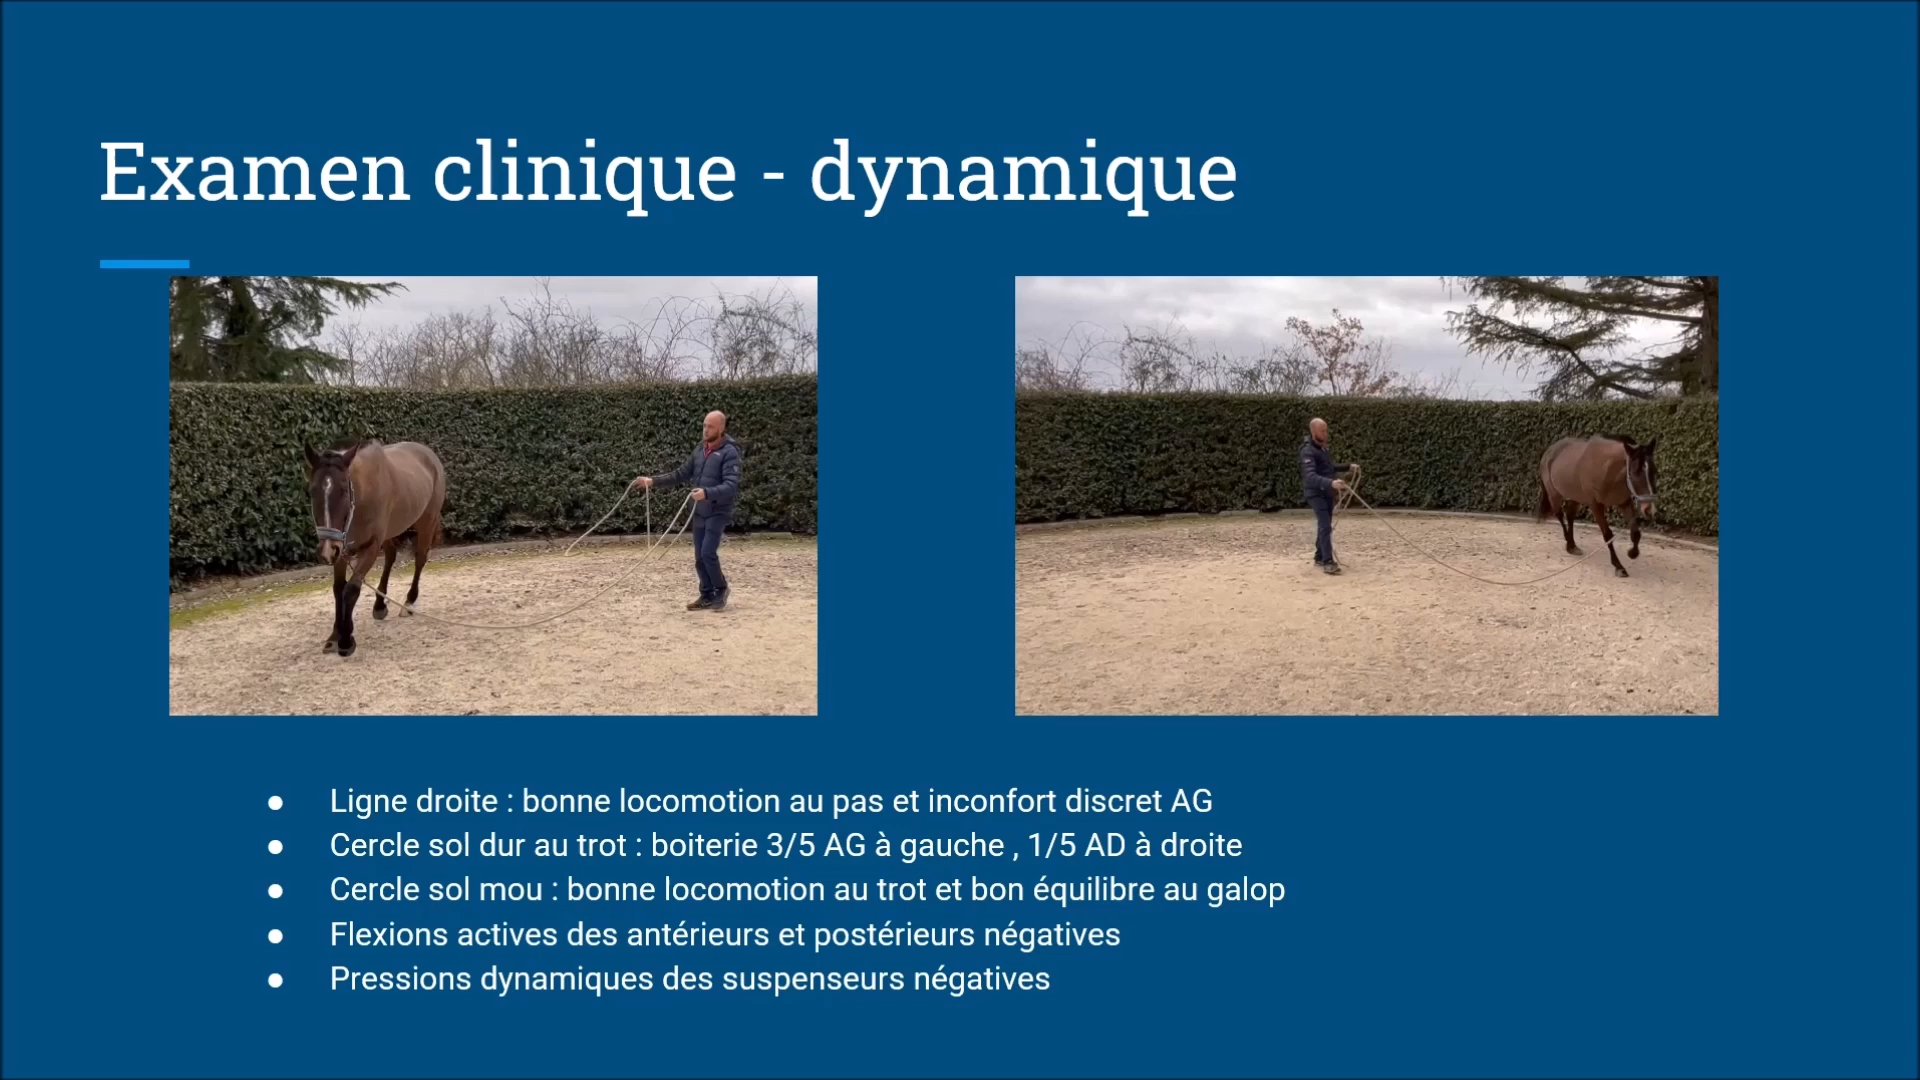 Examen clinique - dynamique
● Ligne droite : bonne locomotion au pas et inconfort discret AG
● Cercle sol dur au trot : boiterie 3/5 AG à gauche , 1/5 AD à droite
● Cercle sol mou : bonne locomotion au trot et bon équilibre au galop
● Flexions actives des antérieurs et postérieurs négatives
● Pressions dynamiques des suspenseurs négatives